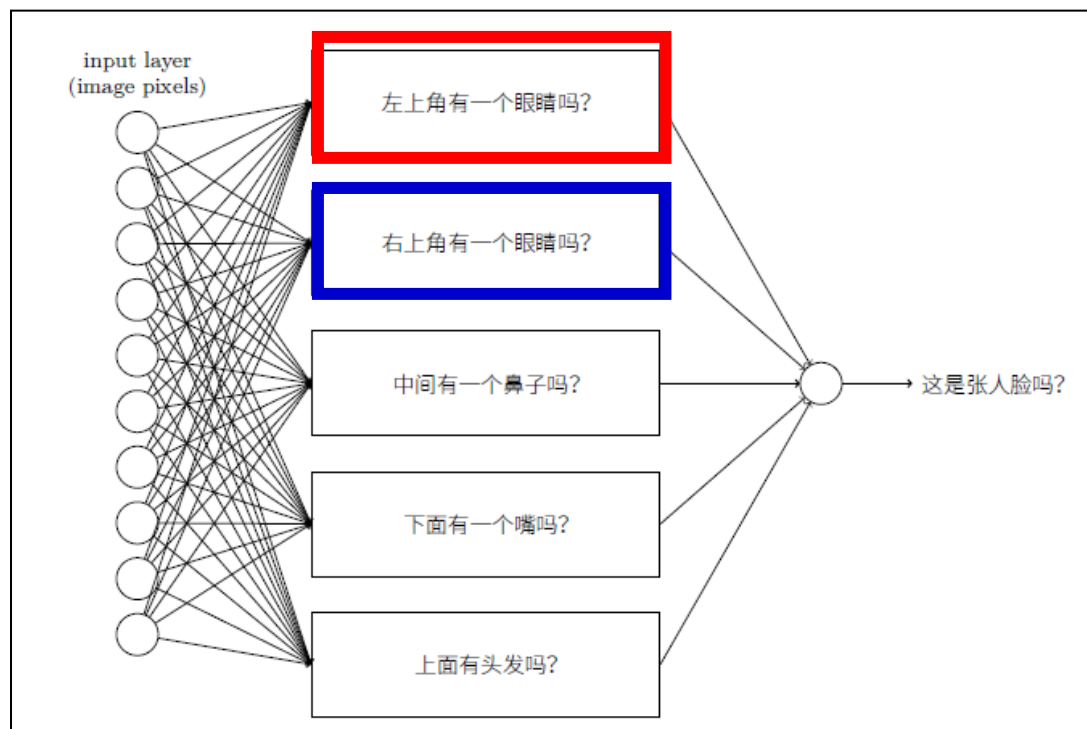 input layer
(image pixels)
左上角有一个眼睛吗?
右上角有一个眼睛吗?
中间有一个鼻子吗?
下面有一个嘴吗?
上面有头发吗?
这是张人脸吗?